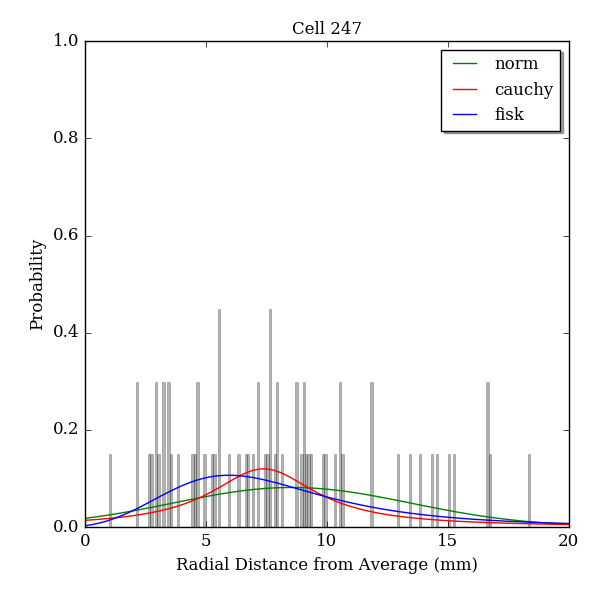 Cell 247
1.0
0.8
0.6
0.4
0.2
0.0
Probability
norm
cauchy
fisk
0 5 10 15 20
Radial Distance from Average (mm)